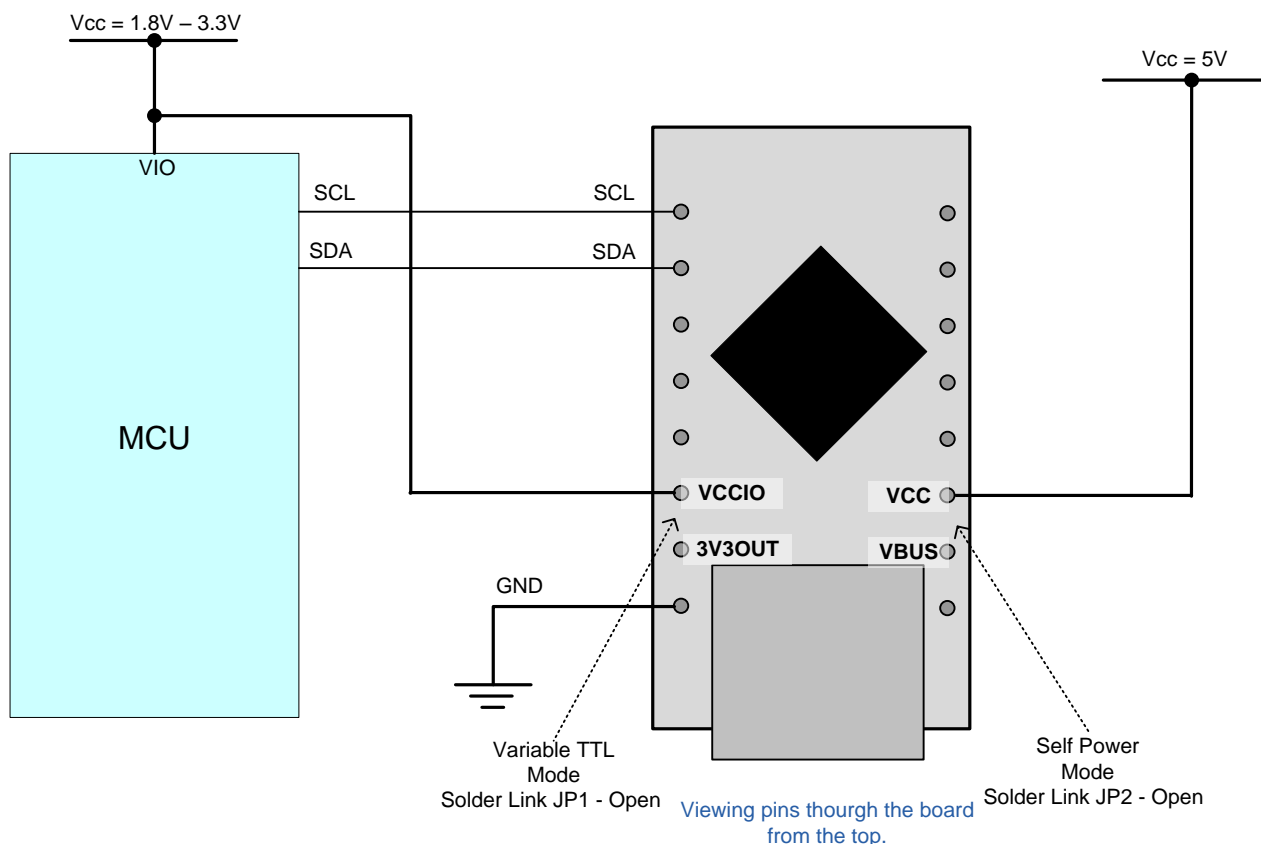 Vcc = 1.8V – 3.3V
Vcc = 5V
VIO
SCL
SCL
SDA
SDA
MCU
VCCIO
VCC
3V3OUT
VBUS
GND
Variable TTL
Mode
Solder Link JP1 - Open
Self Power
Mode
Solder Link JP2 - Open
Viewing pins thourgh the board
from the top.